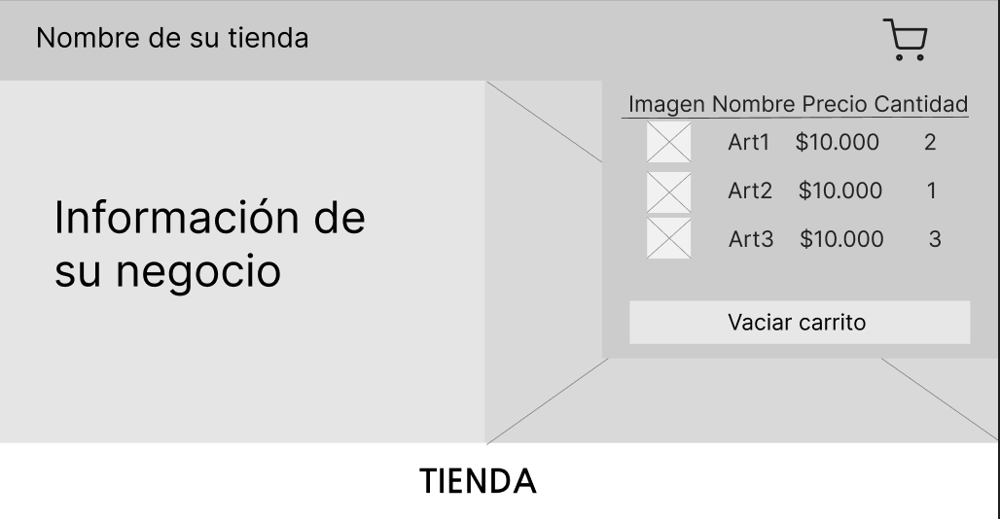 Nombre de su tienda
Imagen Nombre Precio Cantidad
Art1 $10.000 2
Art2 $10.000 1
Art3 $10.000 3
Vaciar carrito
Información de
su negocio
TIENDA